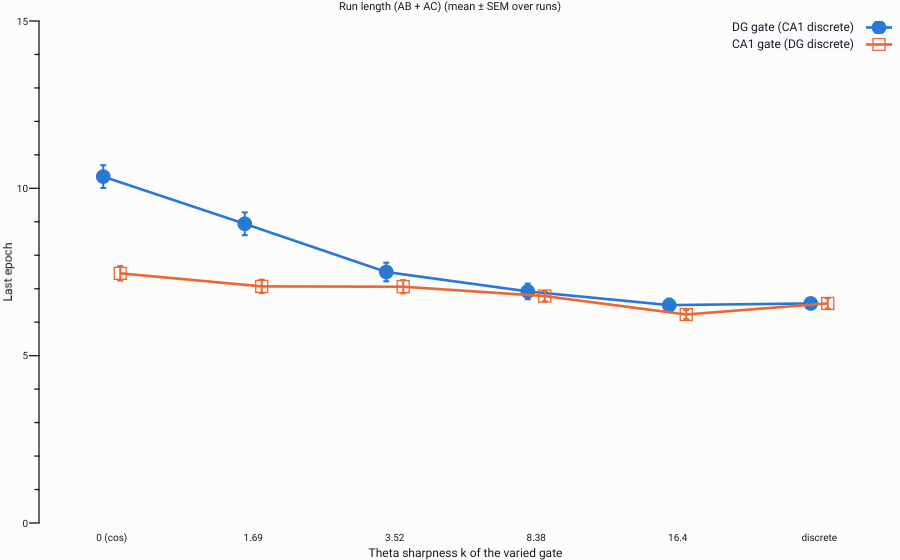 Run length (AB + AC) (mean ± SEM over runs)
DG gate (CA1 discrete)
CA1 gate (DG discrete)
15
10
5
0
Last epoch
0 (cos) 1.69 3.52 8.38 16.4 discrete
Theta sharpness k of the varied gate